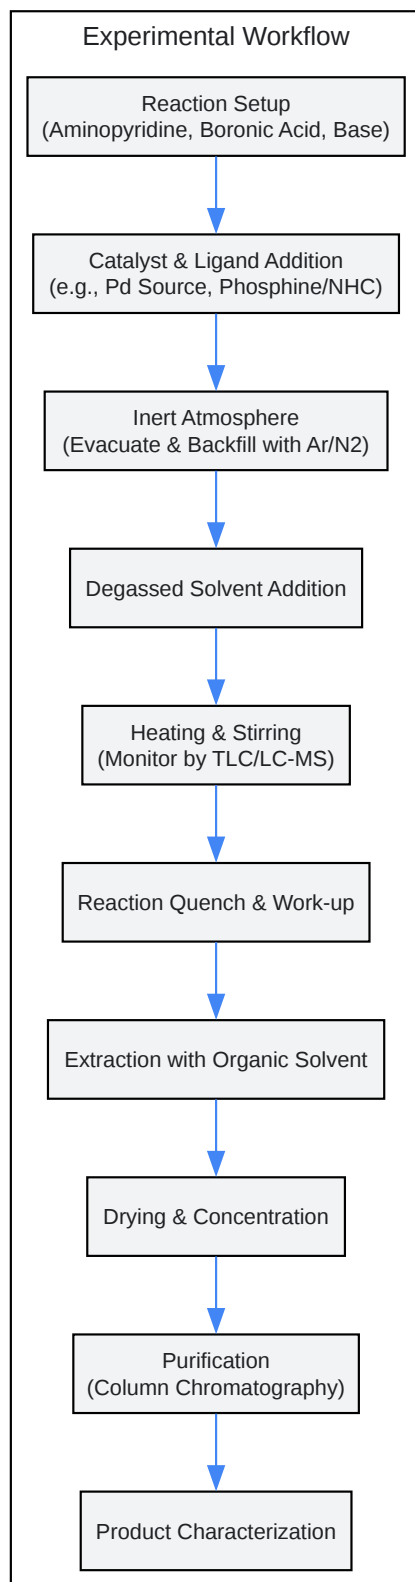 Experimental Workflow
Reaction Setup
(Aminopyridine, Boronic Acid, Base)
Catalyst & Ligand Addition
(e.g., Pd Source, Phosphine/NHC)
Inert Atmosphere
(Evacuate & Backfill with Ar/N2)
Degassed Solvent Addition
Heating & Stirring
(Monitor by TLC/LC-MS)
Reaction Quench & Work-up
Extraction with Organic Solvent
Drying & Concentration
Purification
(Column Chromatography)
Product Characterization